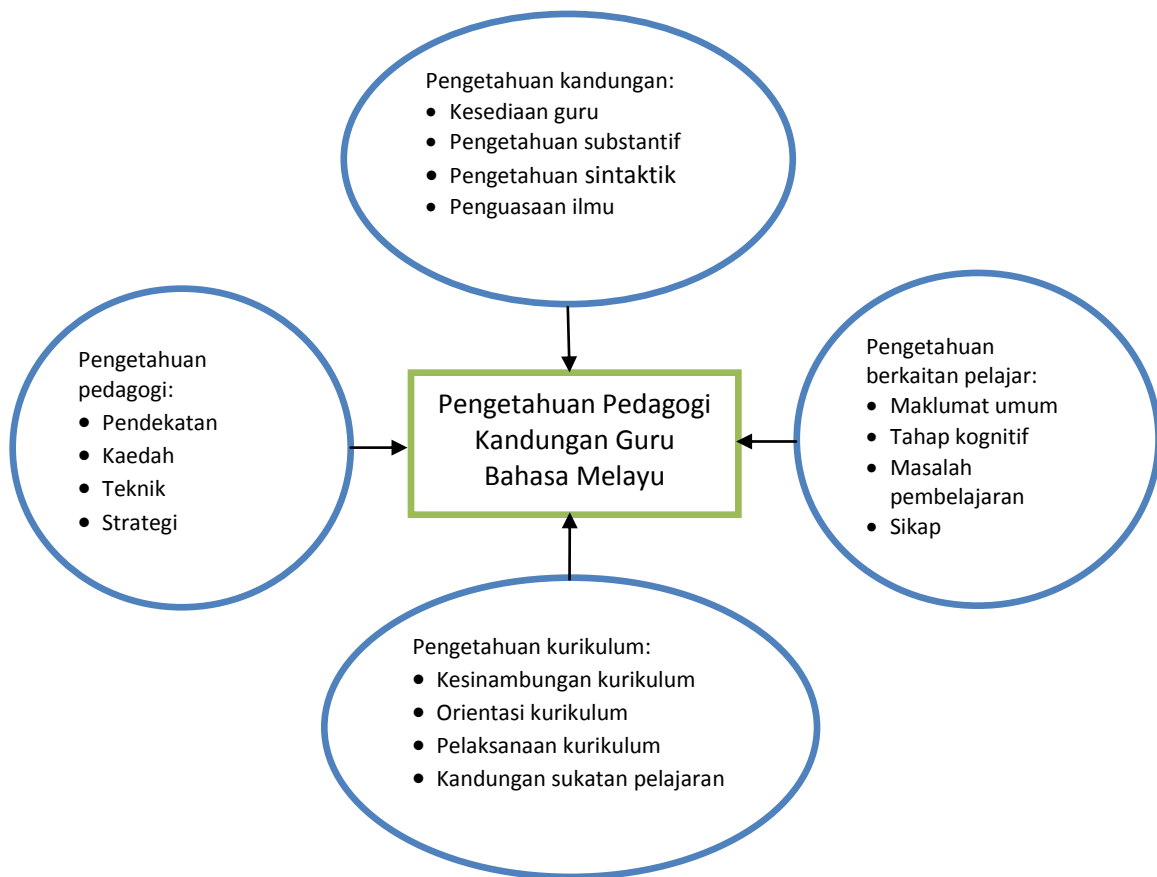 Pengetahuan kandungan:
• Kesediaan guru
• Pengetahuan substantif
• Pengetahuan sintaktik
• Penguasaan ilmu
Pengetahuan
pedagogi:
• Pendekatan
• Kaedah
• Teknik
• Strategi
Pengetahuan Pedagogi
Kandungan Guru
Bahasa Melayu
Pengetahuan
berkaitan pelajar:
• Maklumat umum
• Tahap kognitif
• Masalah
pembelajaran
• Sikap
Pengetahuan kurikulum:
• Kesinambungan kurikulum
• Orientasi kurikulum
• Pelaksanaan kurikulum
• Kandungan sukatan pelajaran